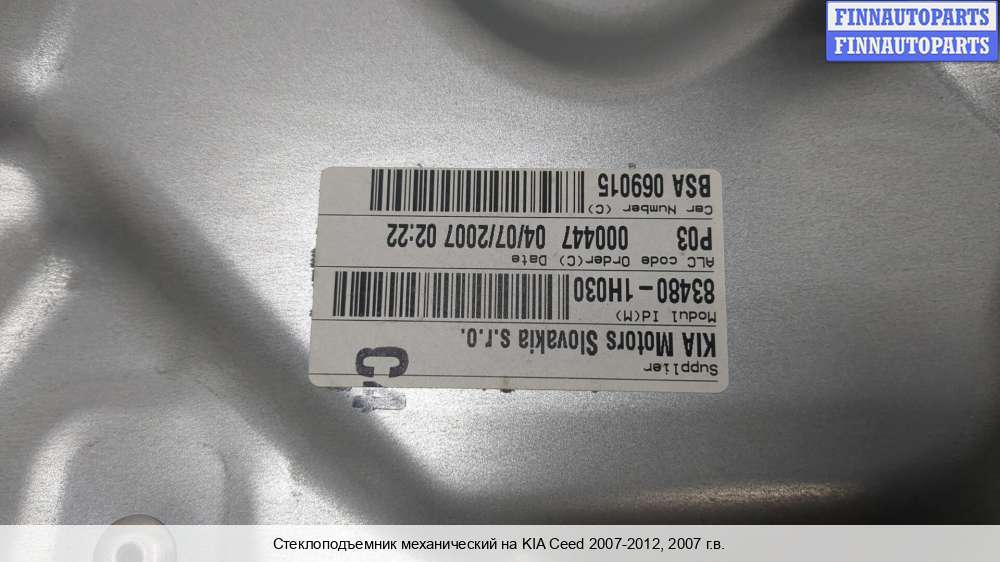 FINNAUTOPARTS
FINNAUTOPARTS
Supplier
KIA Motors Slovakia s.r.o.
Modul Id(M)
83480-1H030
ALC code Order(C) Date
P03 000447 04/07/2007 02:22
Car Number (C)
BSA 069015
Стеклоподъемник механический на KIA Ceed 2007-2012, 2007 г.в.